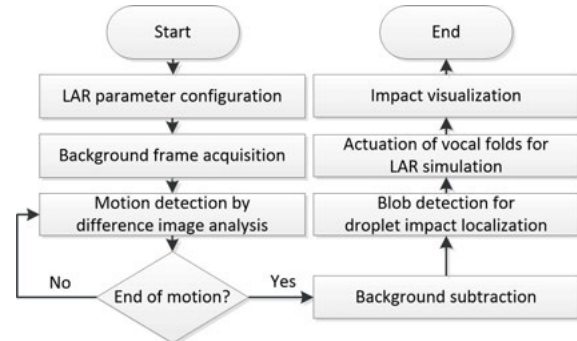 Start
LAR parameter configuration
Background frame acquisition
Motion detection by
difference image analysis
End of motion?
No
Yes
Background subtraction
Blob detection for
droplet impact localization
Actuation of vocal folds for
LAR simulation
Impact visualization
End